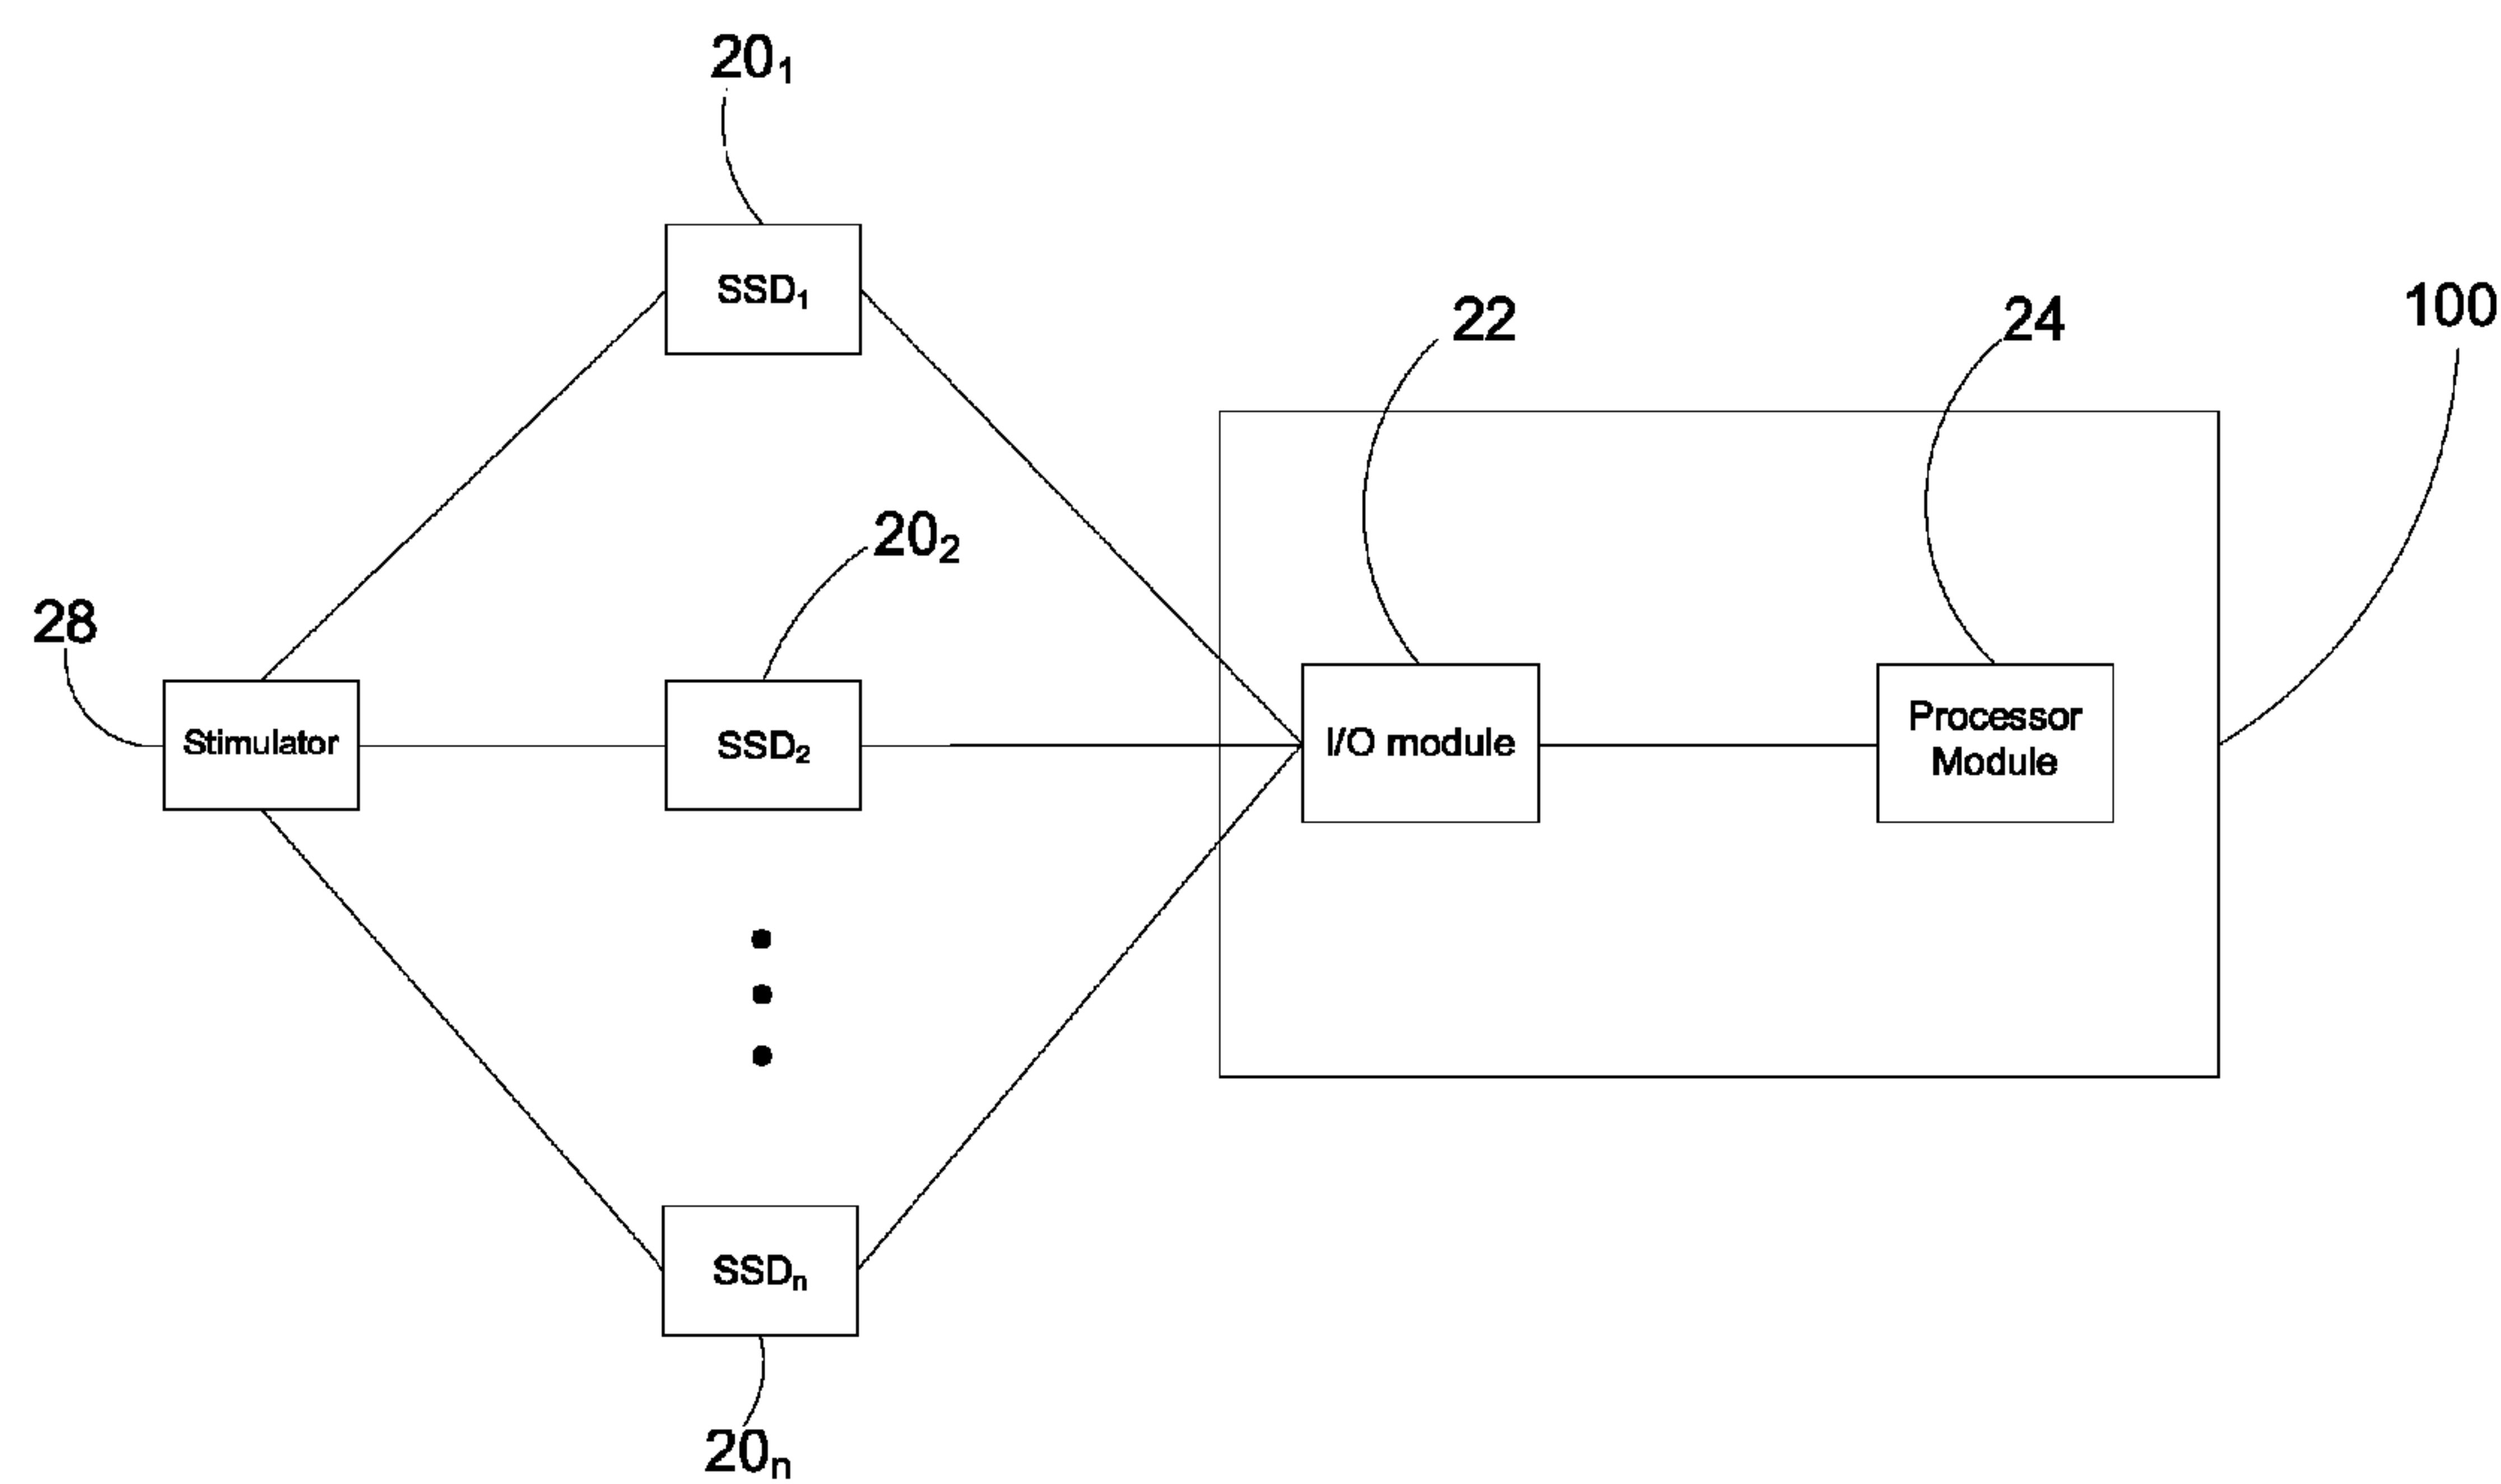 20₁
SSD₁
22
24
100
20₂
28
Stimulator
SSD₂
I/O module
Processor
Module
SSDₙ
20ₙ